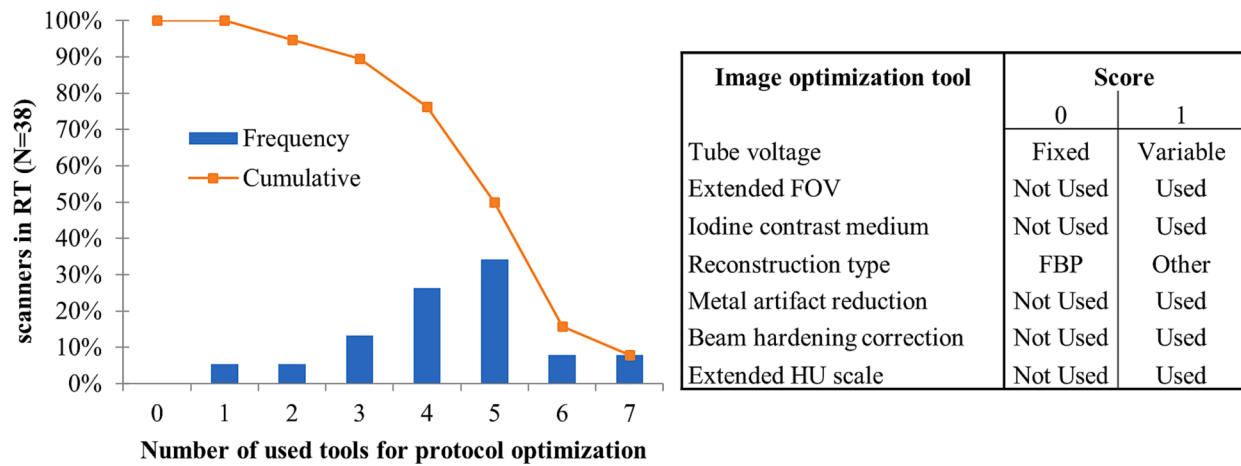 100%
90%
80%
70%
60%
50%
40%
30%
20%
10%
0%
scanners in RT (N=38)
Frequency
Cumulative
0 1 2 3 4 5 6 7
Number of used tools for protocol optimization
Image optimization tool Score
0 1
Tube voltage Fixed Variable
Extended FOV Not Used Used
Iodine contrast medium Not Used Used
Reconstruction type FBP Other
Metal artifact reduction Not Used Used
Beam hardening correction Not Used Used
Extended HU scale Not Used Used